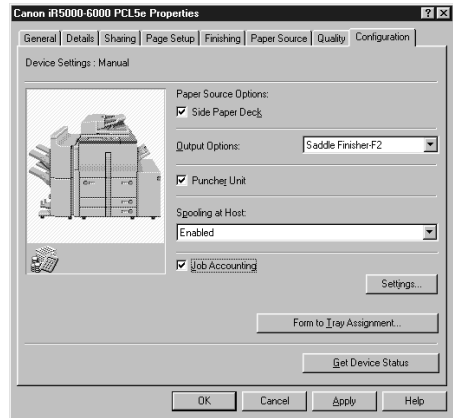 Canon iR5000-6000 PCL5e Properties
General Details Sharing Page Setup Finishing Paper Source Quality Configuration
Device Settings : Manual
Paper Source Options:
Side Paper Deck
Output Options: Saddle Finisher-F2
Puncher Unit
Spooling at Host:
Enabled
Job Accounting
Settings...
Form to Tray Assignment...
Get Device Status
OK Cancel Apply Help